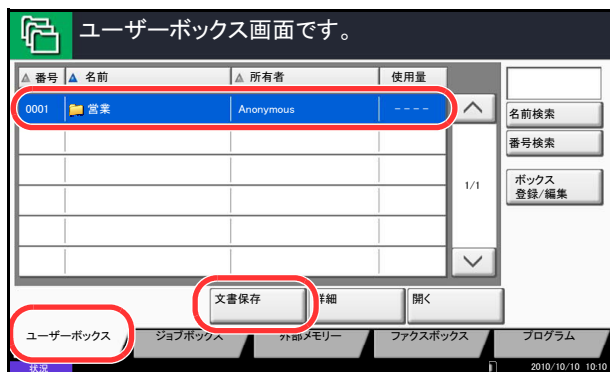 ユーザーボックス画面です。
番号 名前 所有者 使用量
0001 営業 Anonymous ----
名前検索
番号検索
1/1
ボックス
登録/編集
文書保存 詳細 開く
ユーザーボックス ジョブボックス 外部メモリー ファクスボックス プログラム
状況 2010/10/10 10:10